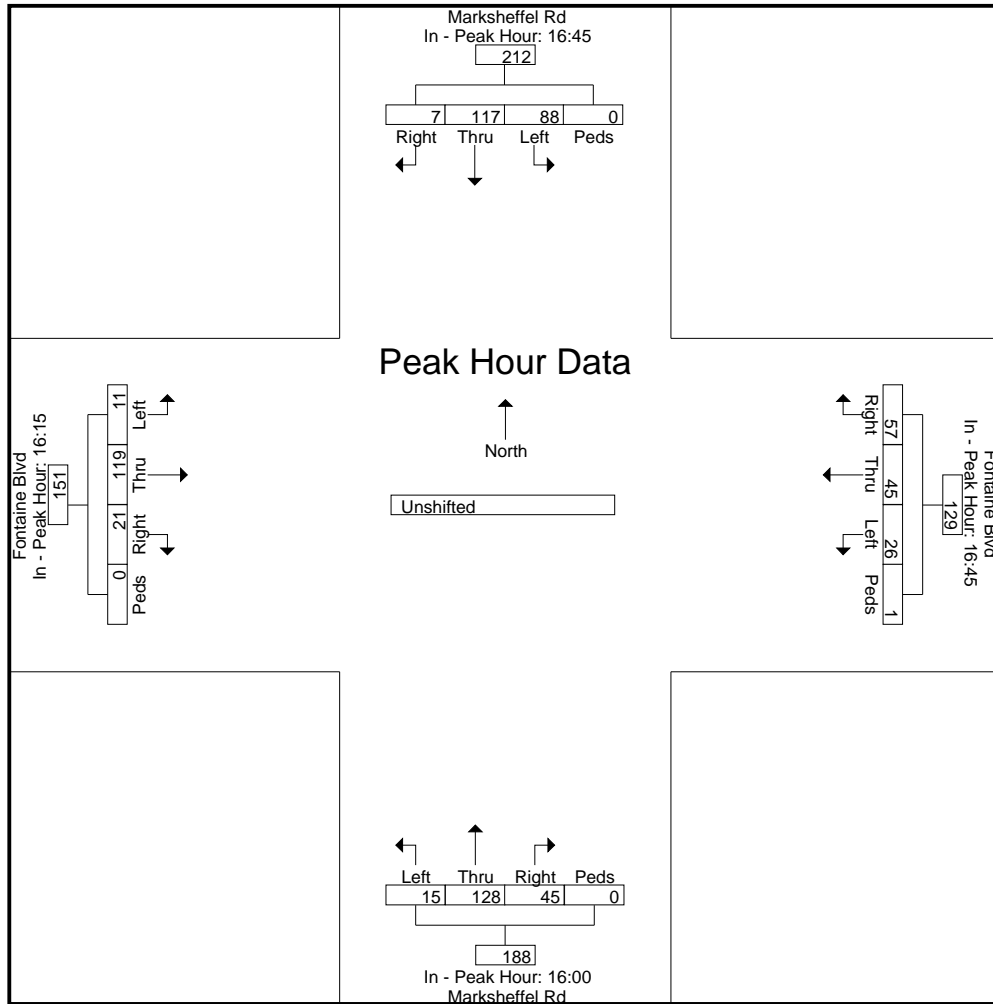 Marksheffel Rd
In - Peak Hour: 16:45
212
7 117 88 0
Right Thru Left Peds
Peak Hour Data
North
Unshifted
Fontaine Blvd
In - Peak Hour: 16:15
151
11 119 21 0
Left Thru Right Peds
Fontaine Blvd
In - Peak Hour: 16:45
129
57 45 26 1
Right Thru Left Peds
Left Thru Right Peds
15 128 45 0
188
In - Peak Hour: 16:00
Marksheffel Rd